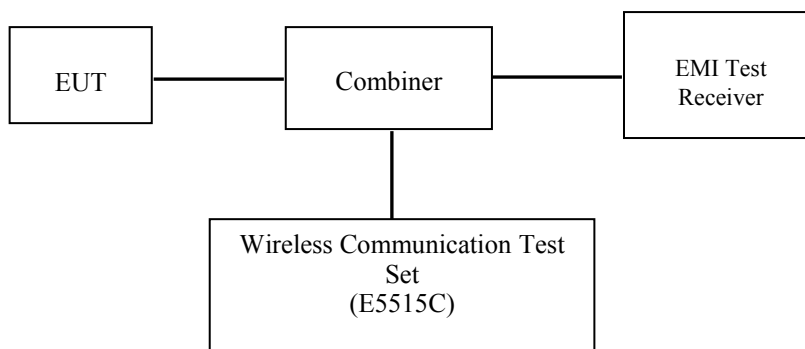 EUT
Combiner
EMI Test
Receiver
Wireless Communication Test
Set
(E5515C)